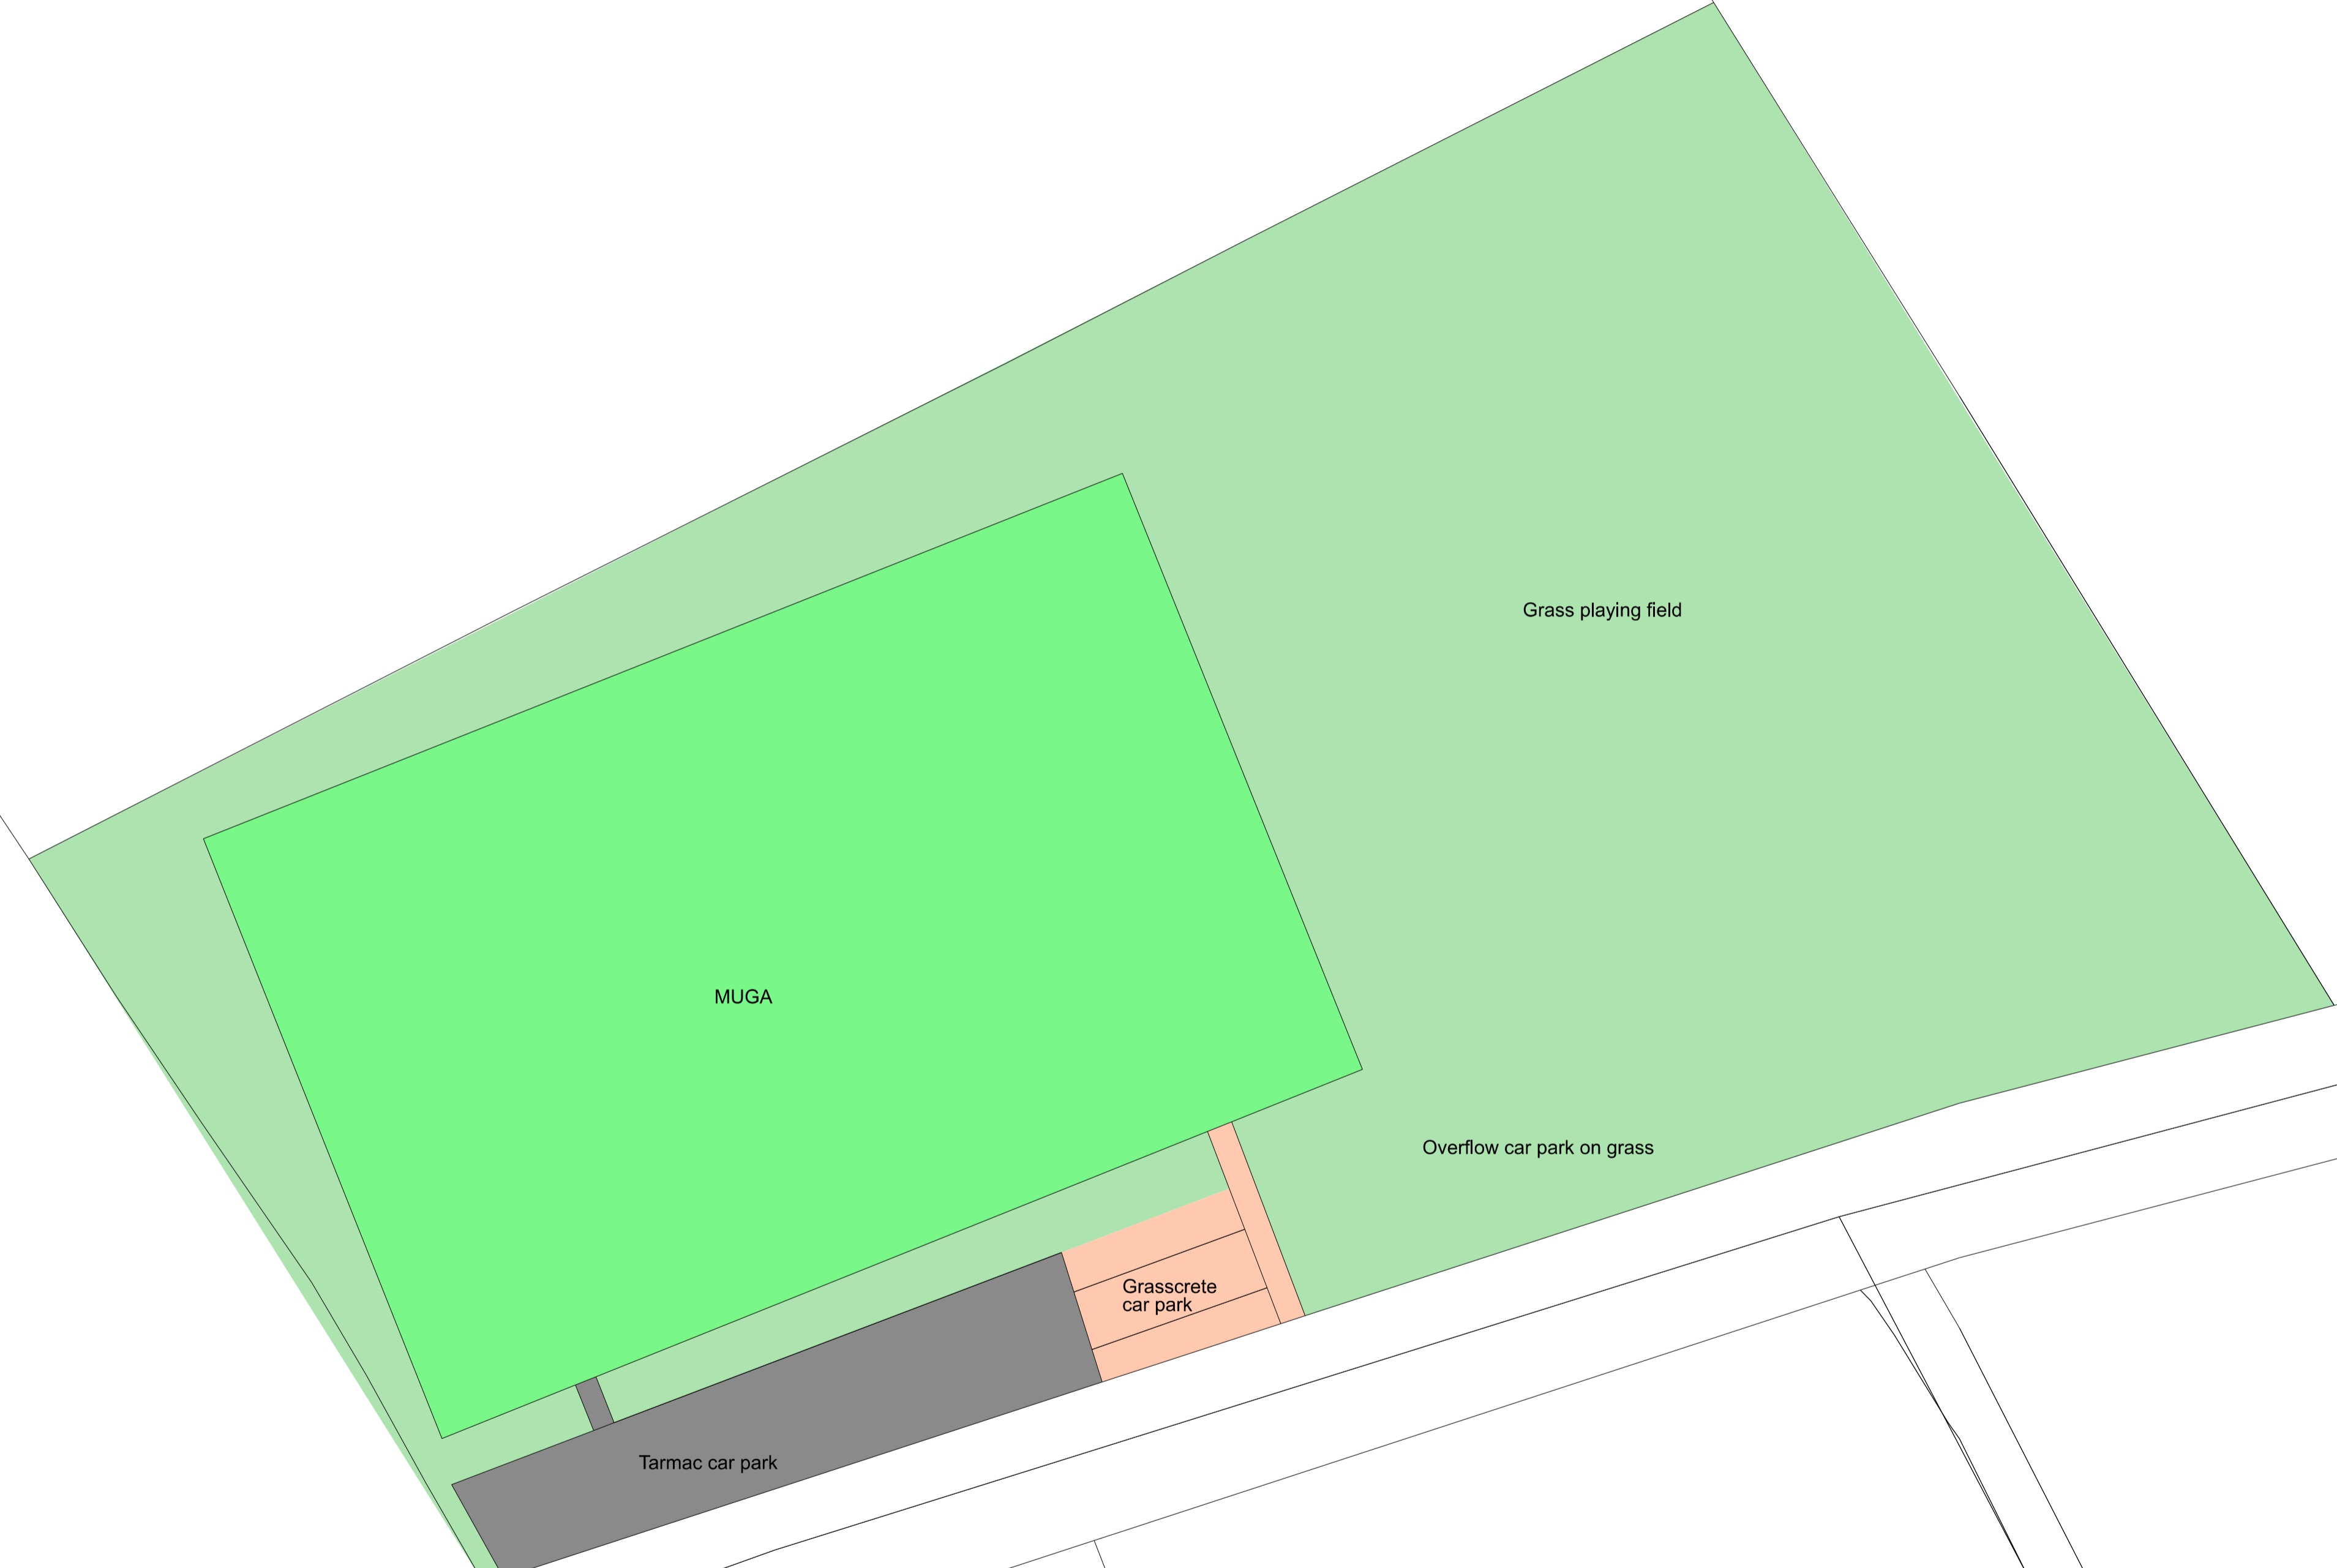 Grass playing field
MUGA
Overflow car park on grass
Grasscrete
car park
Tarmac car park